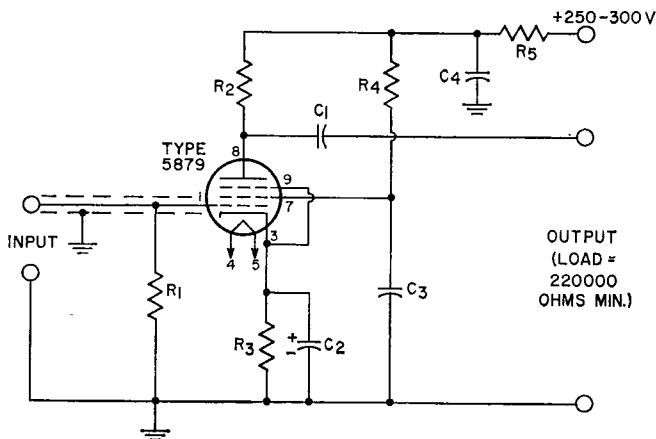 +250-300 V
R5
R2
R4
C4
C1
TYPE
5879
8
9
1
7
3
4
5
INPUT
R1
R3
+
-
C2
C3
OUTPUT
(LOAD =
220000
OHMS MIN.)